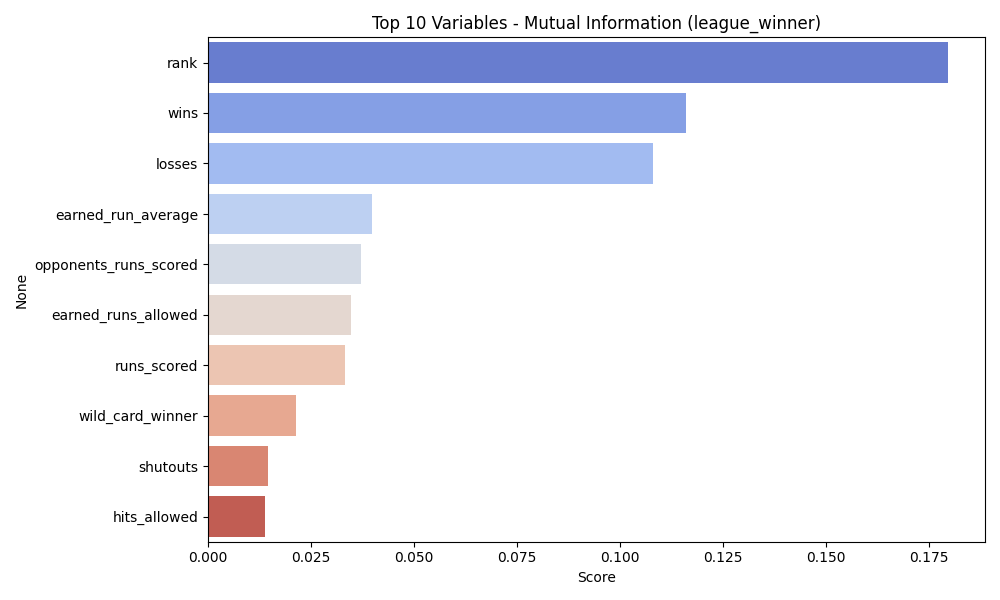 Top 10 Variables - Mutual Information (league_winner)
rank
wins
losses
earned_run_average
opponents_runs_scored
earned_runs_allowed
runs_scored
wild_card_winner
shutouts
hits_allowed
None
0.000 0.025 0.050 0.075 0.100 0.125 0.150 0.175
Score